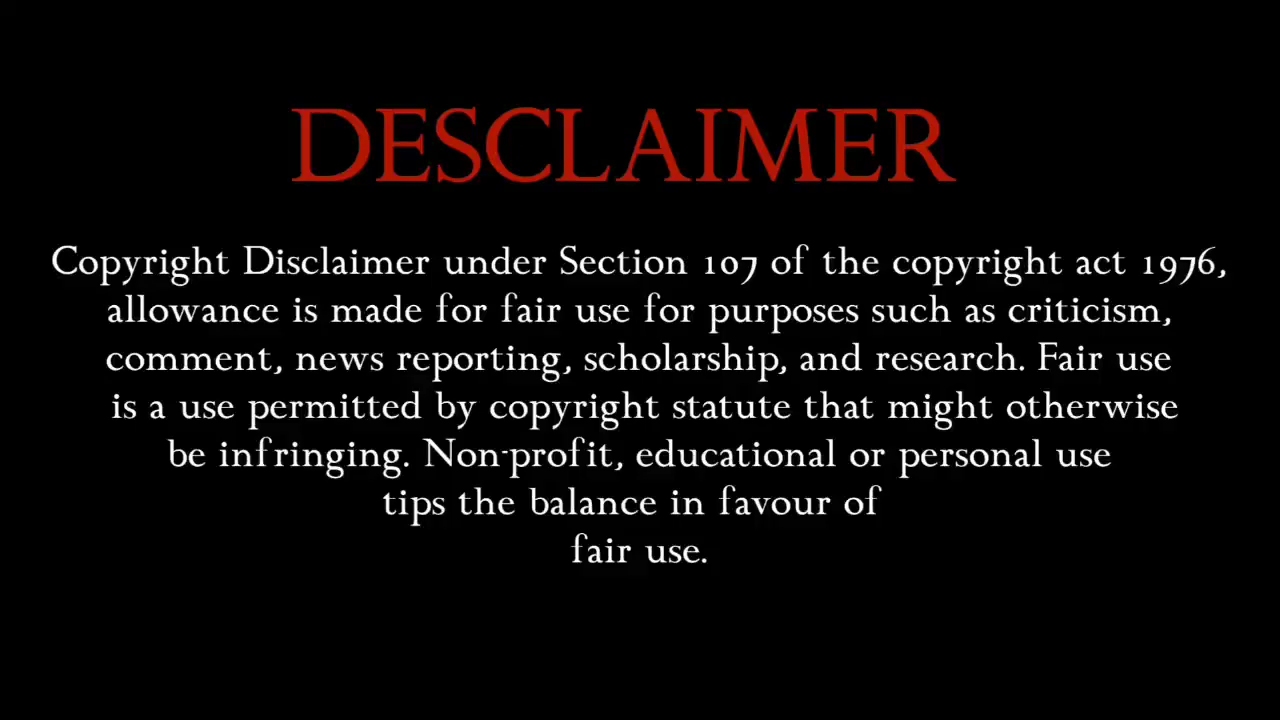 DESCLAIMER
Copyright Disclaimer under Section 107 of the copyright act 1976,
allowance is made for fair use for purposes such as criticism,
comment, news reporting, scholarship, and research. Fair use
is a use permitted by copyright statute that might otherwise
be infringing. Non-profit, educational or personal use
tips the balance in favour of
fair use.